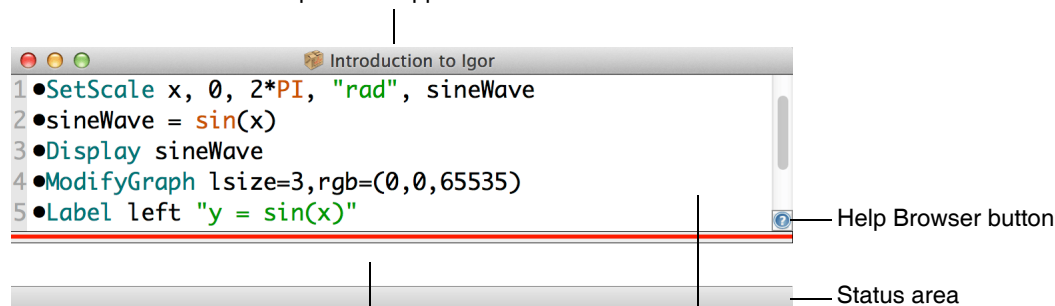 Introduction to Igor
1 •SetScale x, 0, 2*PI, "rad", sineWave
2 •sineWave = sin(x)
3 •Display sineWave
4 •ModifyGraph lsize=3,rgb=(0,0,65535)
5 •Label left "y = sin(x)"
Help Browser button
Status area